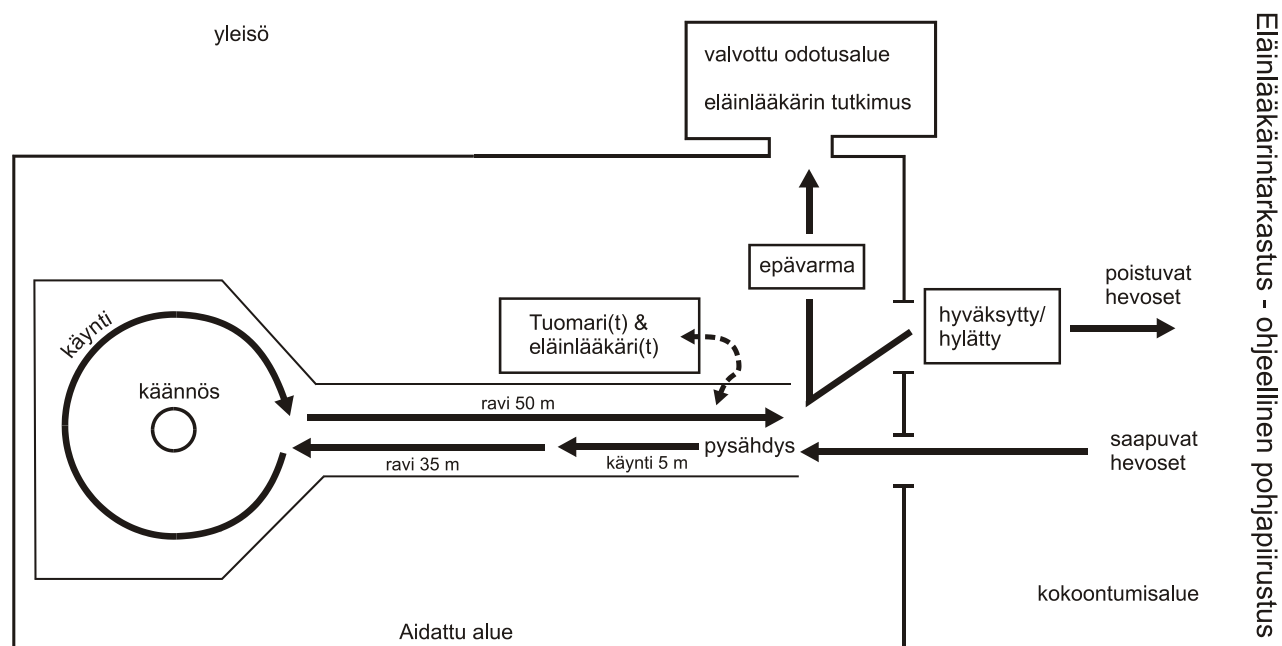 yleisö
valvottu odotusalue
eläinlääkärin tutkimus
epävarma
poistuvat
hevoset
hyväksytty/
hylätty
Tuomari(t) &
eläinlääkäri(t)
käynti
käännös
ravi 50 m
pysähdys
saapuvat
hevoset
ravi 35 m
käynti 5 m
kokoontumisalue
Aidattu alue
Eläinlääkärintarkastus - ohjeellinen pohjapiirustus